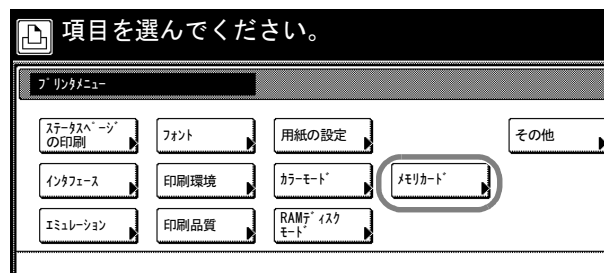 項目を選んでください。
プリンタメニュー
ステータスページ
の印刷
フォント
用紙の設定
その他
インタフェース
印刷環境
カラーモード
メモリカード
エミュレーション
印刷品質
RAMディスク
モード